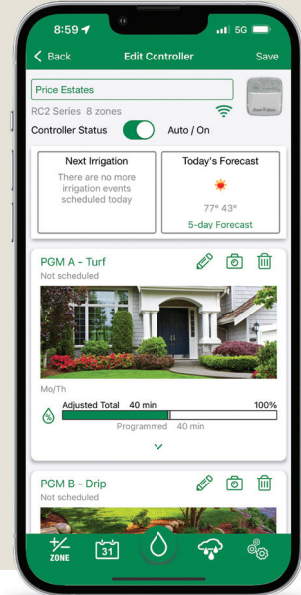 8:59
5G
Back Edit Controller Save
Price Estates
RC2 Series 8 zones
Controller Status Auto / On
Next Irrigation
There are no more
irrigation events
scheduled today
Today's Forecast
77° 43°
5-day Forecast
PGM A - Turf
Not scheduled
Mo/Th
Adjusted Total 40 min 100%
%
Programmed 40 min
PGM B - Drip
Not scheduled
+/-
ZONE
31